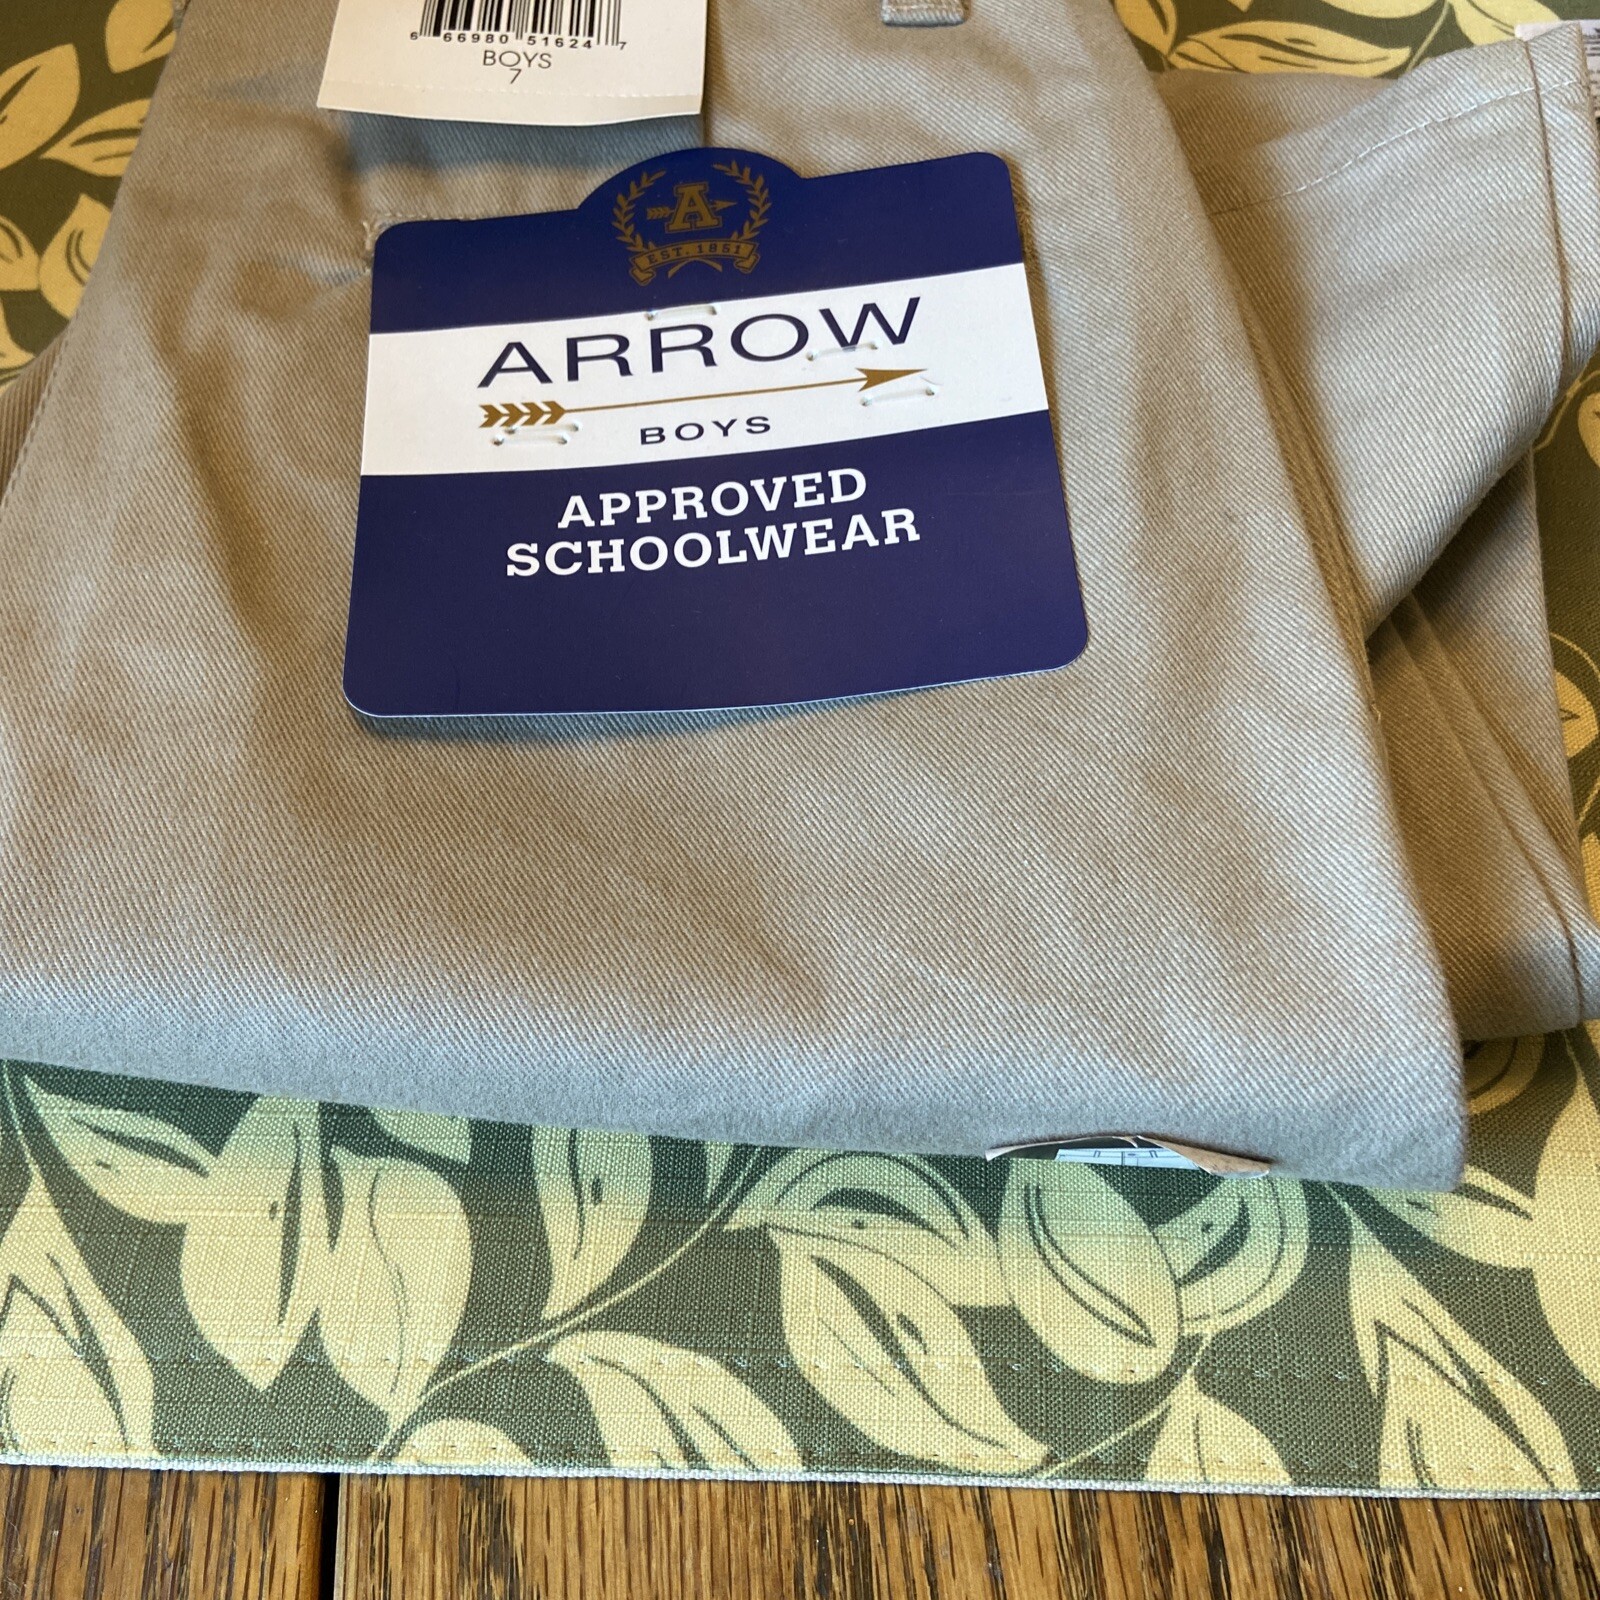 6 66980 51624 7
BOYS
7
A
EST. 1851
ARROW
BOYS
APPROVED
SCHOOLWEAR